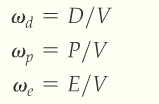 ω_d = D/V
ω_p = P/V
ω_e = E/V